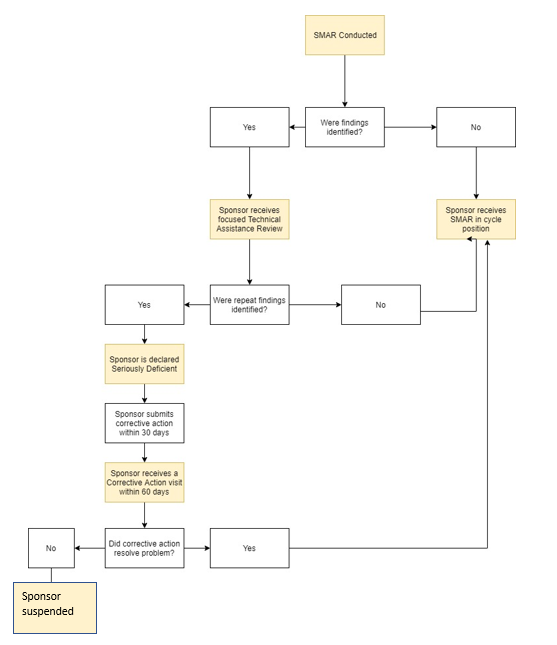 SMAR Conducted
Yes
Were findings
identified?
No
Sponsor receives
focused Technical
Assistance Review
Sponsor receives
SMAR in cycle
position
Yes
Were repeat findings
identified?
No
Sponsor is declared
Seriously Deficient
Sponsor submits
corrective action
within 30 days
Sponsor receives a
Corrective Action visit
within 60 days
No
Did corrective action
resolve problem?
Yes
Sponsor
suspended